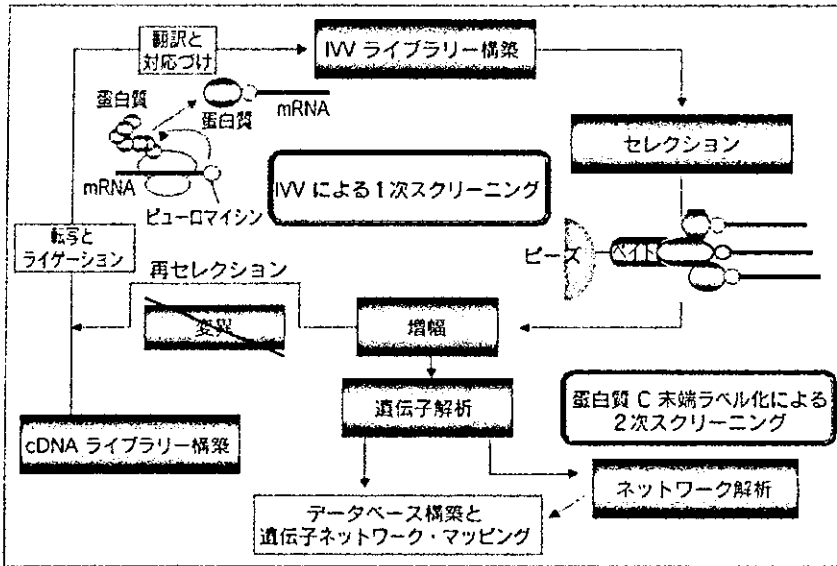 翻訳と
対応づけ
IVV ライブラリー構築
蛋白質
蛋白質
mRNA
セレクション
mRNA
IVV による1次スクリーニング
ピューロマイシン
転写と
ライゲーション
ビーズ
ベイト
再セレクション
変異
増幅
遺伝子解析
蛋白質 C 末端ラベル化による
2次スクリーニング
cDNA ライブラリー構築
ネットワーク解析
データベース構築と
遺伝子ネットワーク・マッピング